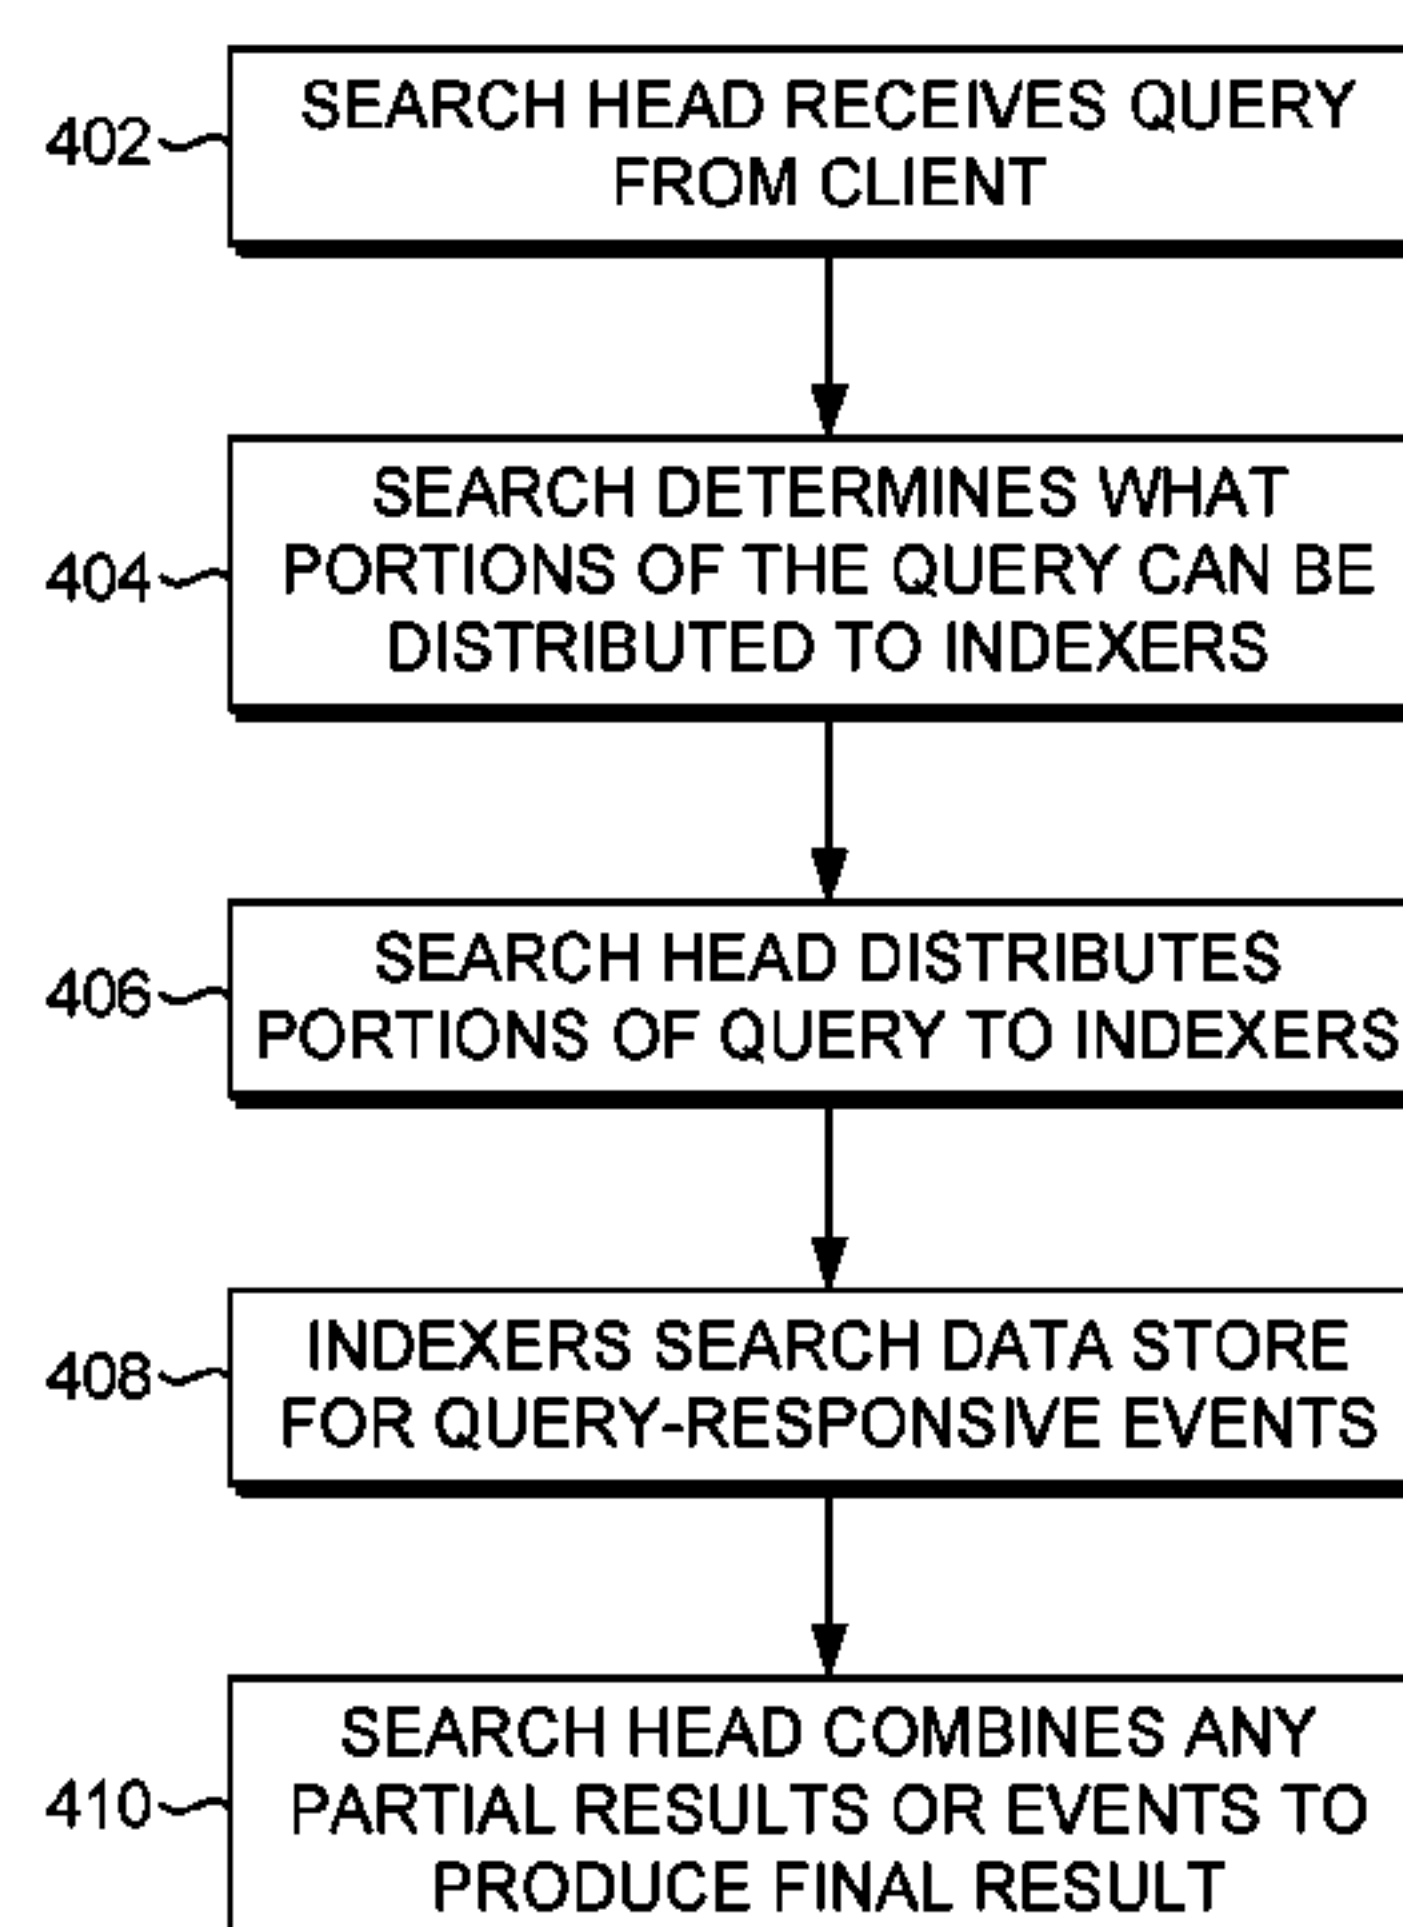 402
SEARCH HEAD RECEIVES QUERY
FROM CLIENT
404
SEARCH DETERMINES WHAT
PORTIONS OF THE QUERY CAN BE
DISTRIBUTED TO INDEXERS
406
SEARCH HEAD DISTRIBUTES
PORTIONS OF QUERY TO INDEXERS
408
INDEXERS SEARCH DATA STORE
FOR QUERY-RESPONSIVE EVENTS
410
SEARCH HEAD COMBINES ANY
PARTIAL RESULTS OR EVENTS TO
PRODUCE FINAL RESULT